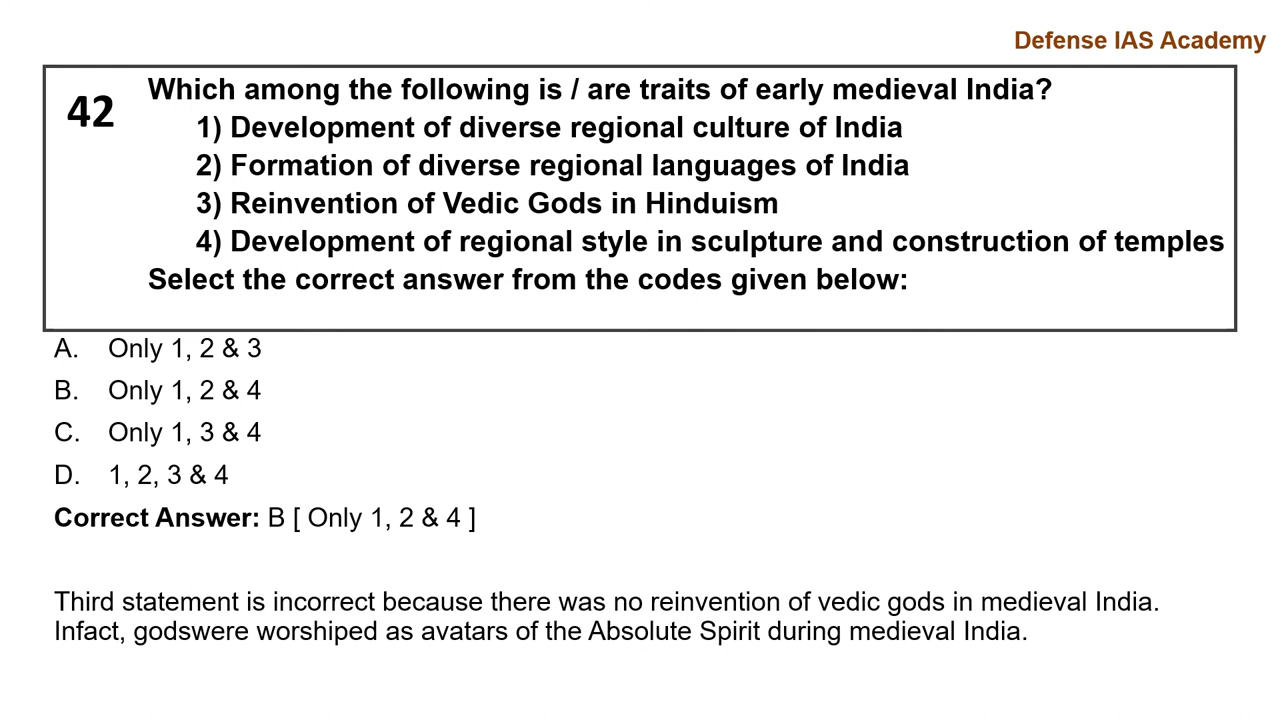 Defense IAS Academy
42
Which among the following is / are traits of early medieval India?
1) Development of diverse regional culture of India
2) Formation of diverse regional languages of India
3) Reinvention of Vedic Gods in Hinduism
4) Development of regional style in sculpture and construction of temples
Select the correct answer from the codes given below:
A. Only 1, 2 & 3
B. Only 1, 2 & 4
C. Only 1, 3 & 4
D. 1, 2, 3 & 4
Correct Answer: B [ Only 1, 2 & 4 ]
Third statement is incorrect because there was no reinvention of vedic gods in medieval India.
Infact, godswere worshiped as avatars of the Absolute Spirit during medieval India.